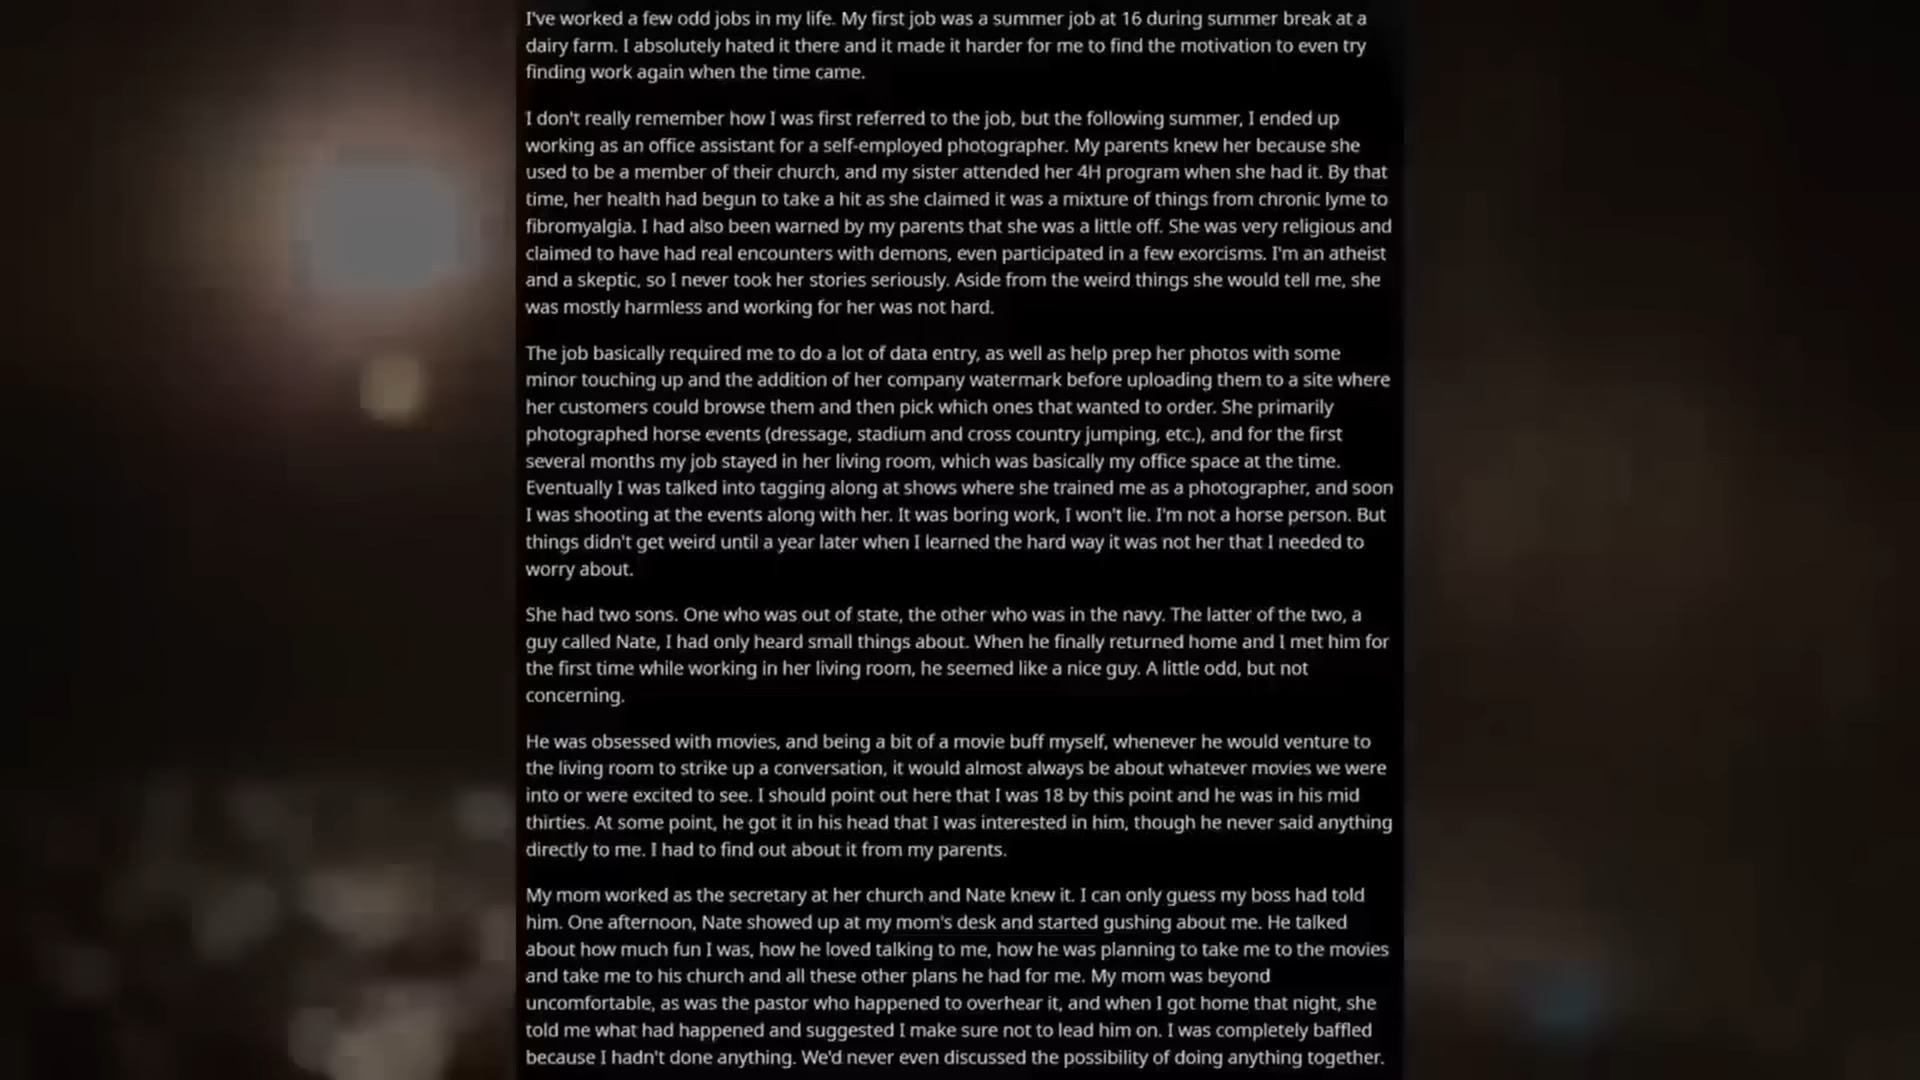 I've worked a few odd jobs in my life. My first job was a summer job at 16 during summer break at a
dairy farm. I absolutely hated it there and it made it harder for me to find the motivation to even try
finding work again when the time came.
I don't really remember how I was first referred to the job, but the following summer, I ended up
working as an office assistant for a self-employed photographer. My parents knew her because she
used to be a member of their church, and my sister attended her 4H program when she had it. By that
time, her health had begun to take a hit as she claimed it was a mixture of things from chronic lyme to
fibromyalgia. I had also been warned by my parents that she was a little off. She was very religious and
claimed to have had real encounters with demons, even participated in a few exorcisms. I'm an atheist
and a skeptic, so I never took her stories seriously. Aside from the weird things she would tell me, she
was mostly harmless and working for her was not hard.
The job basically required me to do a lot of data entry, as well as help prep her photos with some
minor touching up and the addition of her company watermark before uploading them to a site where
her customers could browse them and then pick which ones that wanted to order. She primarily
photographed horse events (dressage, stadium and cross country jumping, etc.), and for the first
several months my job stayed in her living room, which was basically my office space at the time.
Eventually I was talked into tagging along at shows where she trained me as a photographer, and soon
I was shooting at the events along with her. It was boring work, I won't lie. I'm not a horse person. But
things didn't get weird until a year later when I learned the hard way it was not her that I needed to
worry about.
She had two sons. One who was out of state, the other who was in the navy. The latter of the two, a
guy called Nate, I had only heard small things about. When he finally returned home and I met him for
the first time while working in her living room, he seemed like a nice guy. A little odd, but not
concerning.
He was obsessed with movies, and being a bit of a movie buff myself, whenever he would venture to
the living room to strike up a conversation, it would almost always be about whatever movies we were
into or were excited to see. I should point out here that I was 18 by this point and he was in his mid
thirties. At some point, he got it in his head that I was interested in him, though he never said anything
directly to me. I had to find out about it from my parents.
My mom worked as the secretary at her church and Nate knew it. I can only guess my boss had told
him. One afternoon, Nate showed up at my mom's desk and started gushing about me. He talked
about how much fun I was, how he loved talking to me, how he was planning to take me to the movies
and take me to his church and all these other plans he had for me. My mom was beyond
uncomfortable, as was the pastor who happened to overhear it, and when I got home that night, she
told me what had happened and suggested I make sure not to lead him on. I was completely baffled
because I hadn't done anything. We'd never even discussed the possibility of doing anything together.